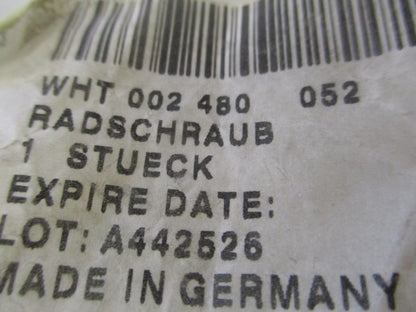 WHT 002 480 052
RADSCHRAUB
1 STUECK
EXPIRE DATE:
LOT: A442526
MADE IN GERMANY